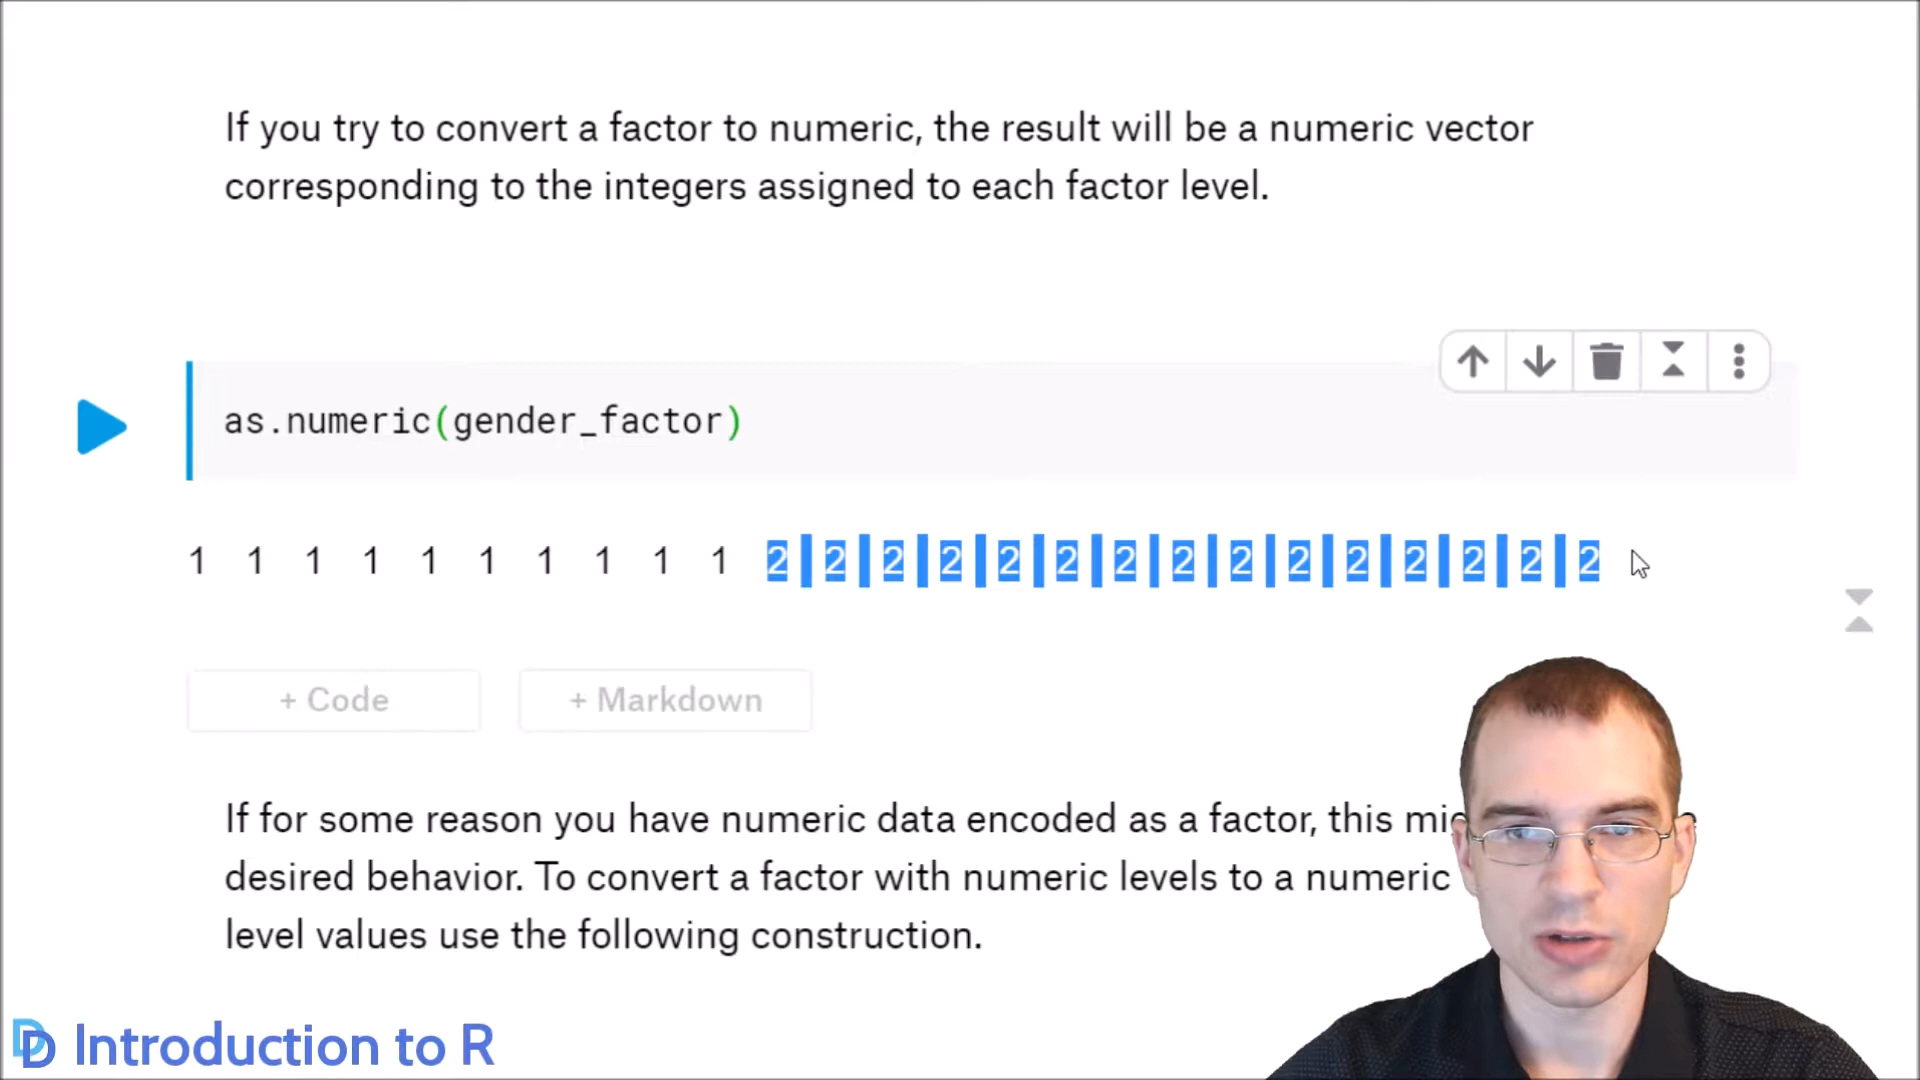 If you try to convert a factor to numeric, the result will be a numeric vector
corresponding to the integers assigned to each factor level.
as.numeric(gender_factor)
1 1 1 1 1 1 1 1 1 1 2 2 2 2 2 2 2 2 2 2 2 2 2 2 2
+ Code + Markdown
If for some reason you have numeric data encoded as a factor, this
desired behavior. To convert a factor with numeric levels to a numeric
level values use the following construction.
D Introduction to R